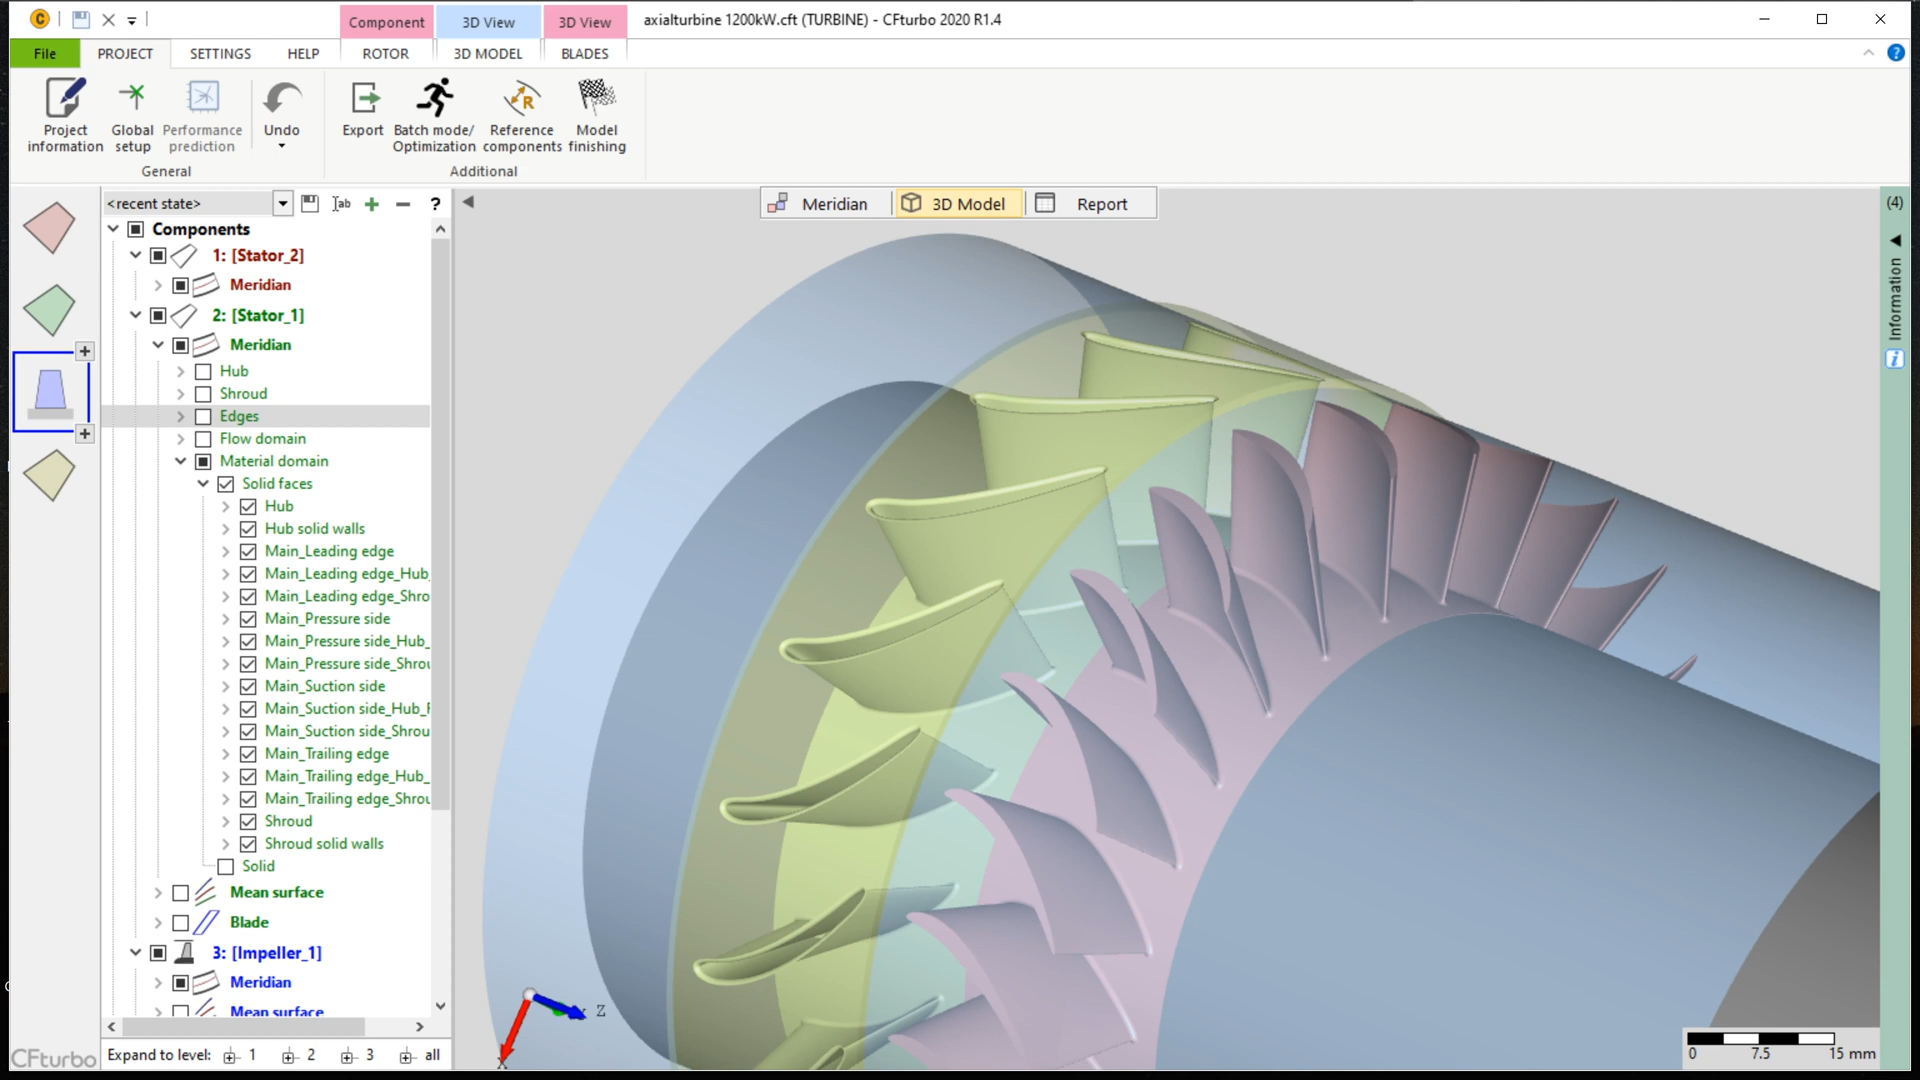 Component
3D View
3D View
axialturbine 1200kW.cft (TURBINE) - CFturbo 2020 R1.4
File
PROJECT
SETTINGS
HELP
ROTOR
3D MODEL
BLADES
Project information
Global setup
Performance prediction
Undo
Export
Batch mode/ Optimization
Reference components
Model finishing
General
Additional
<recent state>
ab
?
Meridian
3D Model
Report
(4)
Information
Components
1: [Stator_2]
Meridian
2: [Stator_1]
Meridian
Hub
Shroud
Edges
Flow domain
Material domain
Solid faces
Hub
Hub solid walls
Main_Leading edge
Main_Leading edge_Hub_
Main_Leading edge_Shro
Main_Pressure side
Main_Pressure side_Hub_
Main_Pressure side_Shrou
Main_Suction side
Main_Suction side_Hub_F
Main_Suction side_Shrou
Main_Trailing edge
Main_Trailing edge_Hub_
Main_Trailing edge_Shrou
Shroud
Shroud solid walls
Solid
Mean surface
Blade
3: [Impeller_1]
Meridian
Mean surface
Z
X
0 7.5 15 mm
CFturbo
Expand to level: 1 2 3 all